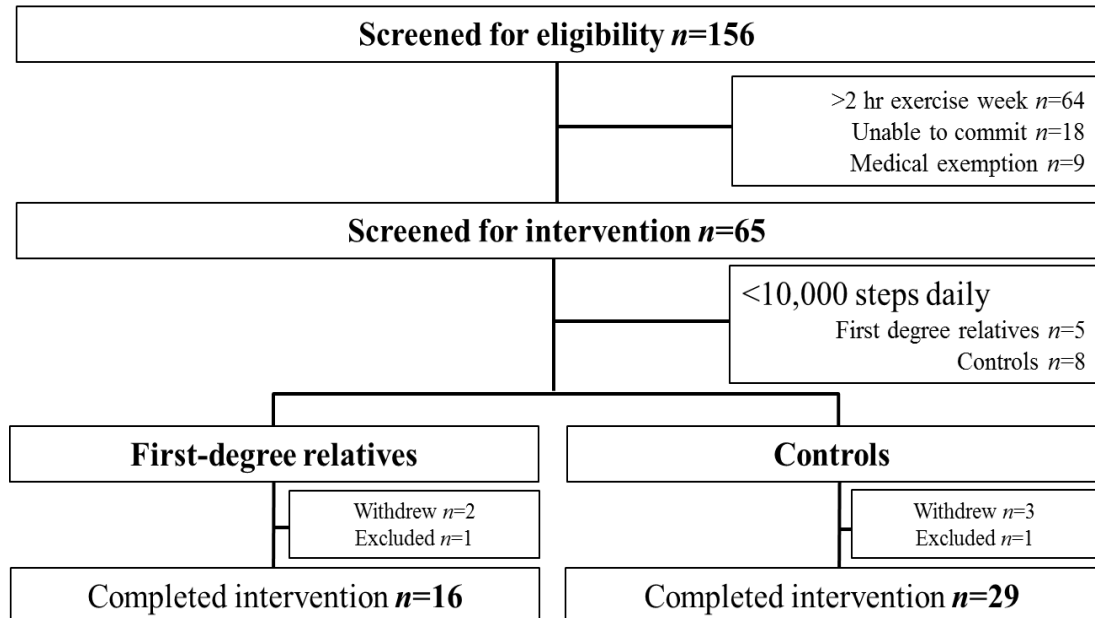 Screened for eligibility n=156
>2 hr exercise week n=64
Unable to commit n=18
Medical exemption n=9
Screened for intervention n=65
<10,000 steps daily
First degree relatives n=5
Controls n=8
First-degree relatives
Controls
Withdrew n=2
Excluded n=1
Withdrew n=3
Excluded n=1
Completed intervention n=16
Completed intervention n=29